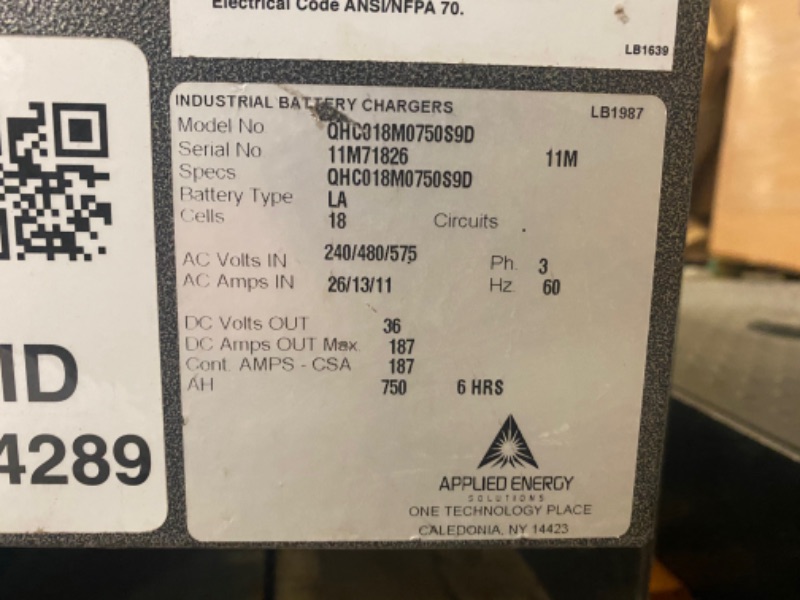 Electrical Code ANSI/NFPA 70.
LB1639
INDUSTRIAL BATTERY CHARGERS LB1987
Model No QHC018M0750S9D
Serial No 11M71826 11M
Specs QHC018M0750S9D
Battery Type LA
Cells 18 Circuits
AC Volts IN 240/480/575 Ph. 3
AC Amps IN 26/13/11 Hz 60
DC Volts OUT 36
DC Amps OUT Max. 187
Cont. AMPS - CSA 187
AH 750 6 HRS
APPLIED ENERGY
SOLUTIONS
ONE TECHNOLOGY PLACE
CALEDONIA, NY 14423
ID
4289